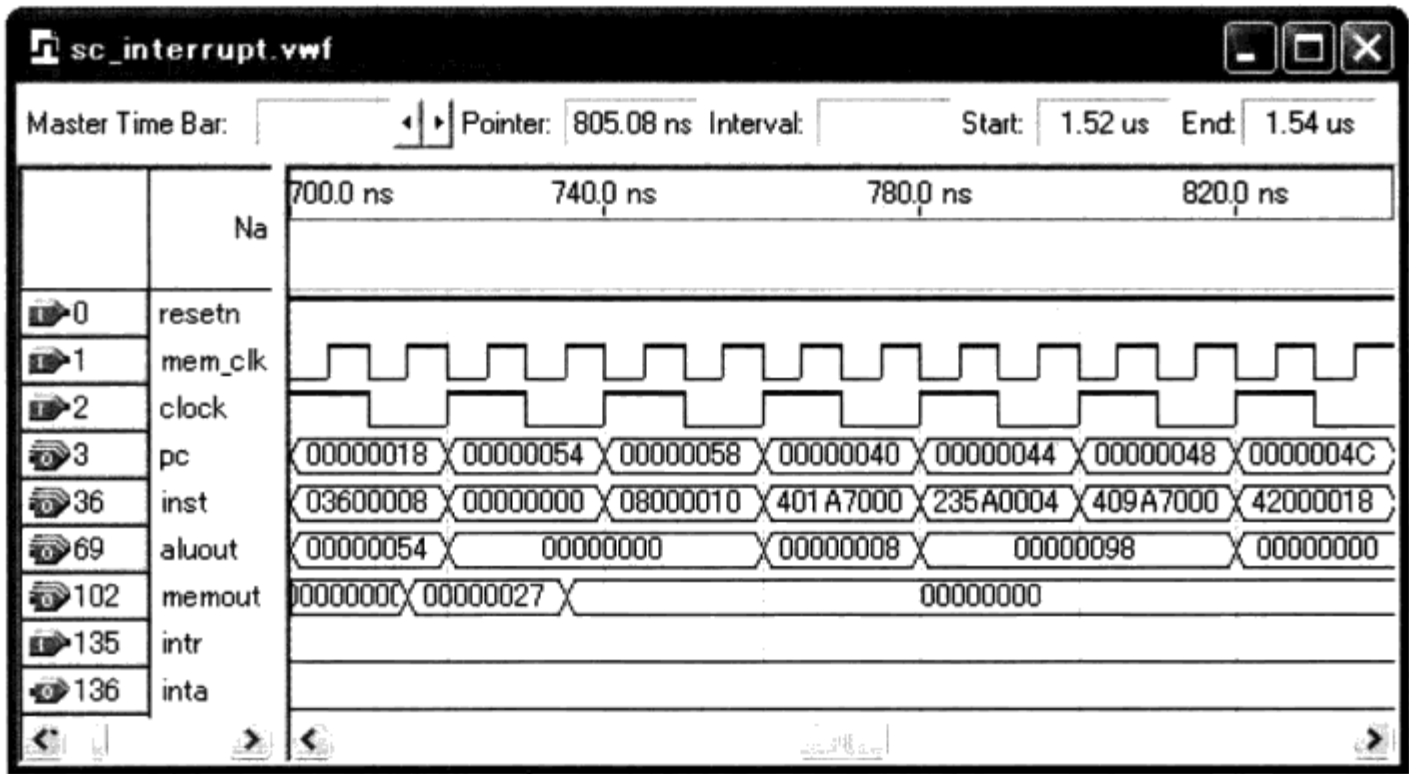 sc_interrupt.vwf
Master Time Bar: Pointer: 805.08 ns Interval: Start: 1.52 us End: 1.54 us
Na 700.0 ns 740.0 ns 780.0 ns 820.0 ns
0 resetn
1 mem_clk
2 clock
3 pc 00000018 00000054 00000058 00000040 00000044 00000048 0000004C
36 inst 03600008 00000000 08000010 401A7000 235A0004 409A7000 42000018
69 aluout 00000054 00000000 00000008 00000098 00000000
102 memout 00000000 00000027 00000000
135 intr
136 inta